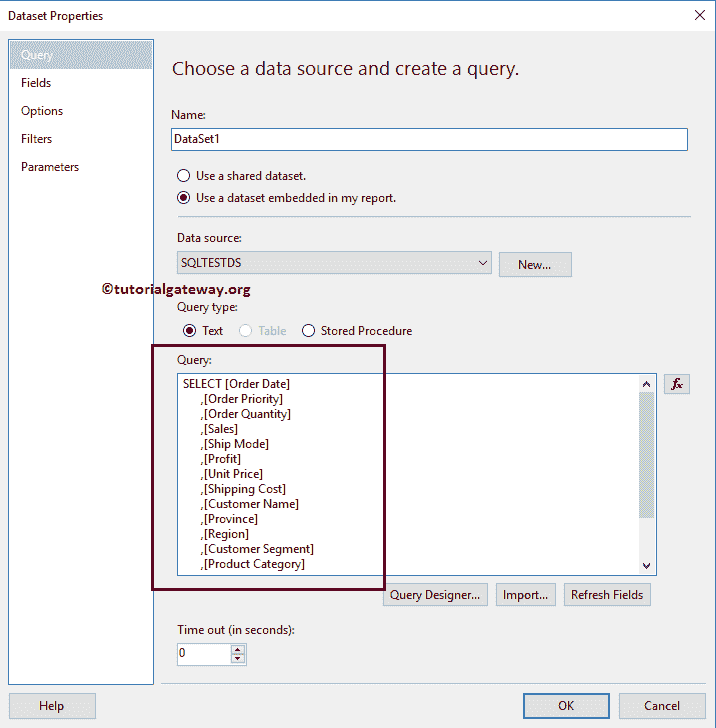 Dataset Properties
Query
Fields
Options
Filters
Parameters
Choose a data source and create a query.
Name:
DataSet1
Use a shared dataset.
Use a dataset embedded in my report.
Data source:
SQLTESTDS
New...
©tutorialgateway.org
Query type:
Text Table Stored Procedure
Query:
SELECT [Order Date]
,[Order Priority]
,[Order Quantity]
,[Sales]
,[Ship Mode]
,[Profit]
,[Unit Price]
,[Shipping Cost]
,[Customer Name]
,[Province]
,[Region]
,[Customer Segment]
,[Product Category]
fx
Query Designer... Import... Refresh Fields
Time out (in seconds):
0
Help OK Cancel